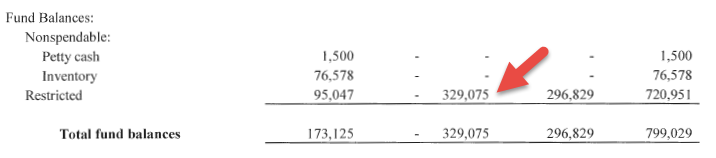 Fund Balances:
Nonspendable:
Petty cash 1,500 - - - 1,500
Inventory 76,578 - - - 76,578
Restricted 95,047 - 329,075 296,829 720,951
Total fund balances 173,125 - 329,075 296,829 799,029